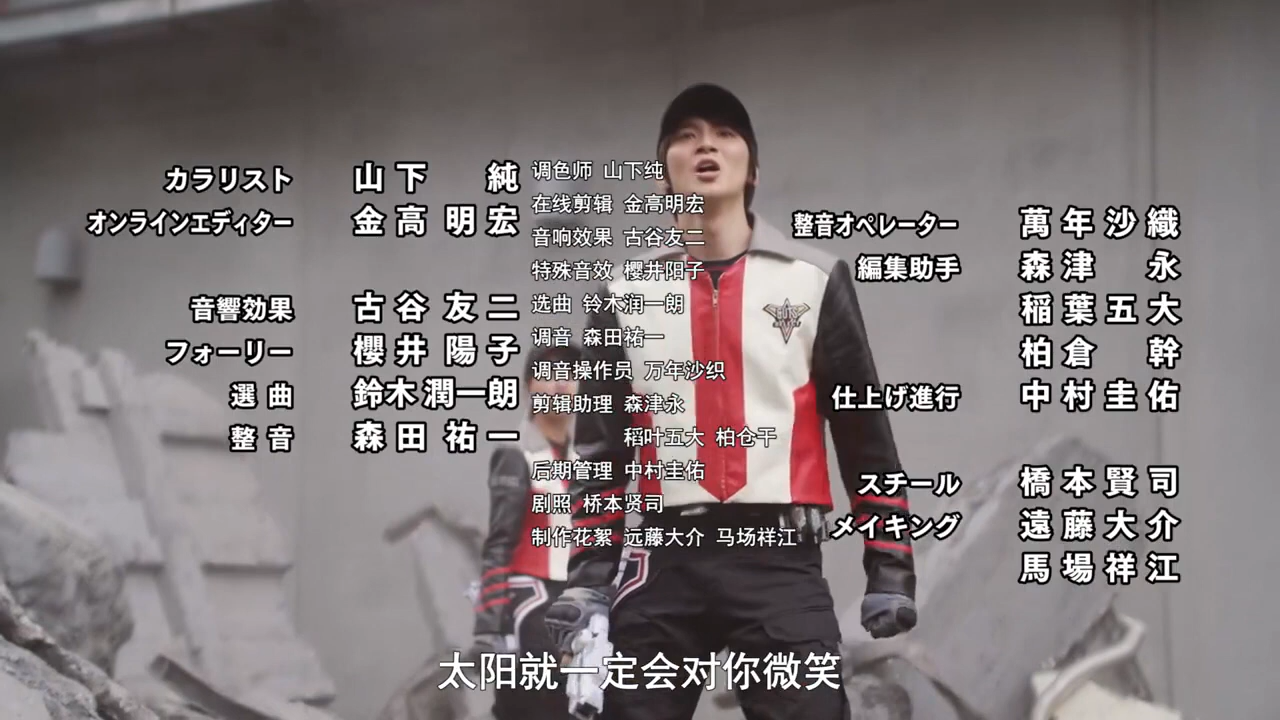 カラリスト 山下 純
オンラインエディター 金高明宏
音響効果 古谷友二
フォーリー 櫻井陽子
選曲 鈴木潤一朗
整音 森田祐一
调色师 山下纯
在线剪辑 金高明宏
音响效果 古谷友二
特殊音效 樱井阳子
选曲 铃木润一朗
调音 森田祐一
调音操作员 万年沙织
剪辑助理 森津永
稻叶五大 柏仓干
后期管理 中村圭佑
剧照 桥本贤司
制作花絮 远藤大介 马场祥江
整音オペレーター 萬年沙織
編集助手 森津 永
稲葉五大
柏倉 幹
仕上げ進行 中村圭佑
スチール 橋本賢司
メイキング 遠藤大介
馬場祥江
GUTS
太阳就一定会对你微笑